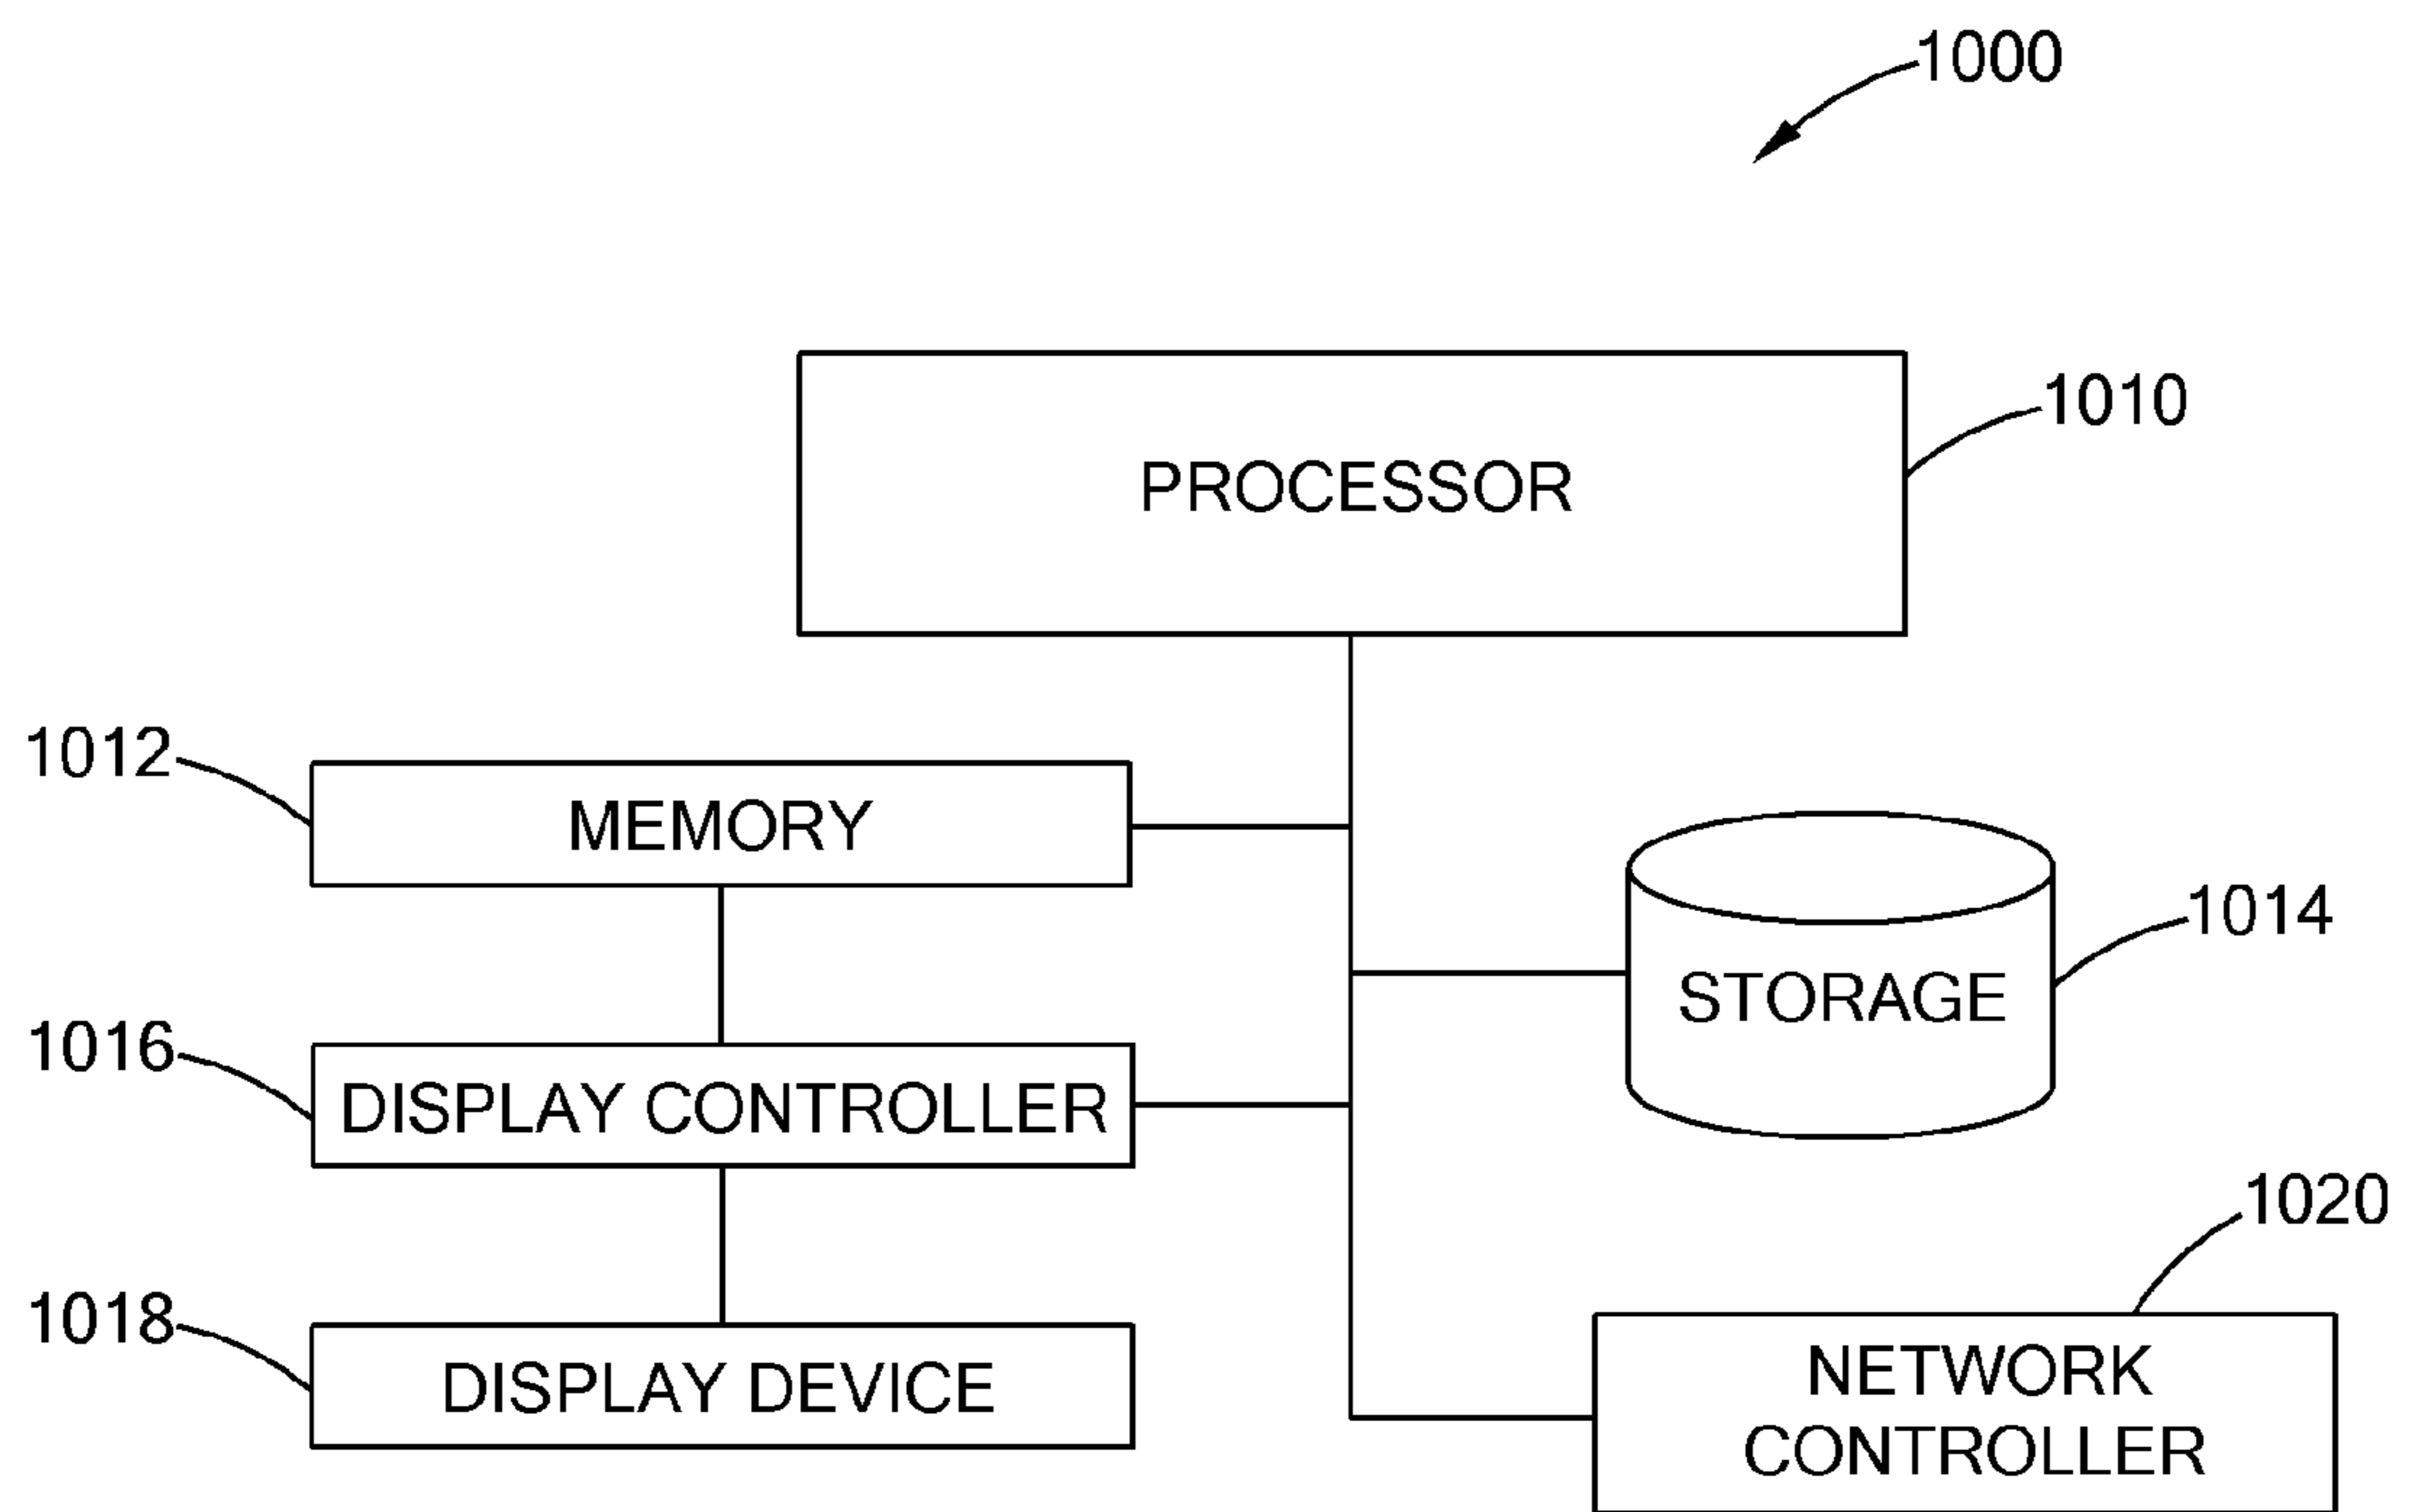 1000
1010
PROCESSOR
1012
MEMORY
1014
STORAGE
1016
DISPLAY CONTROLLER
1020
1018
DISPLAY DEVICE
NETWORK
CONTROLLER